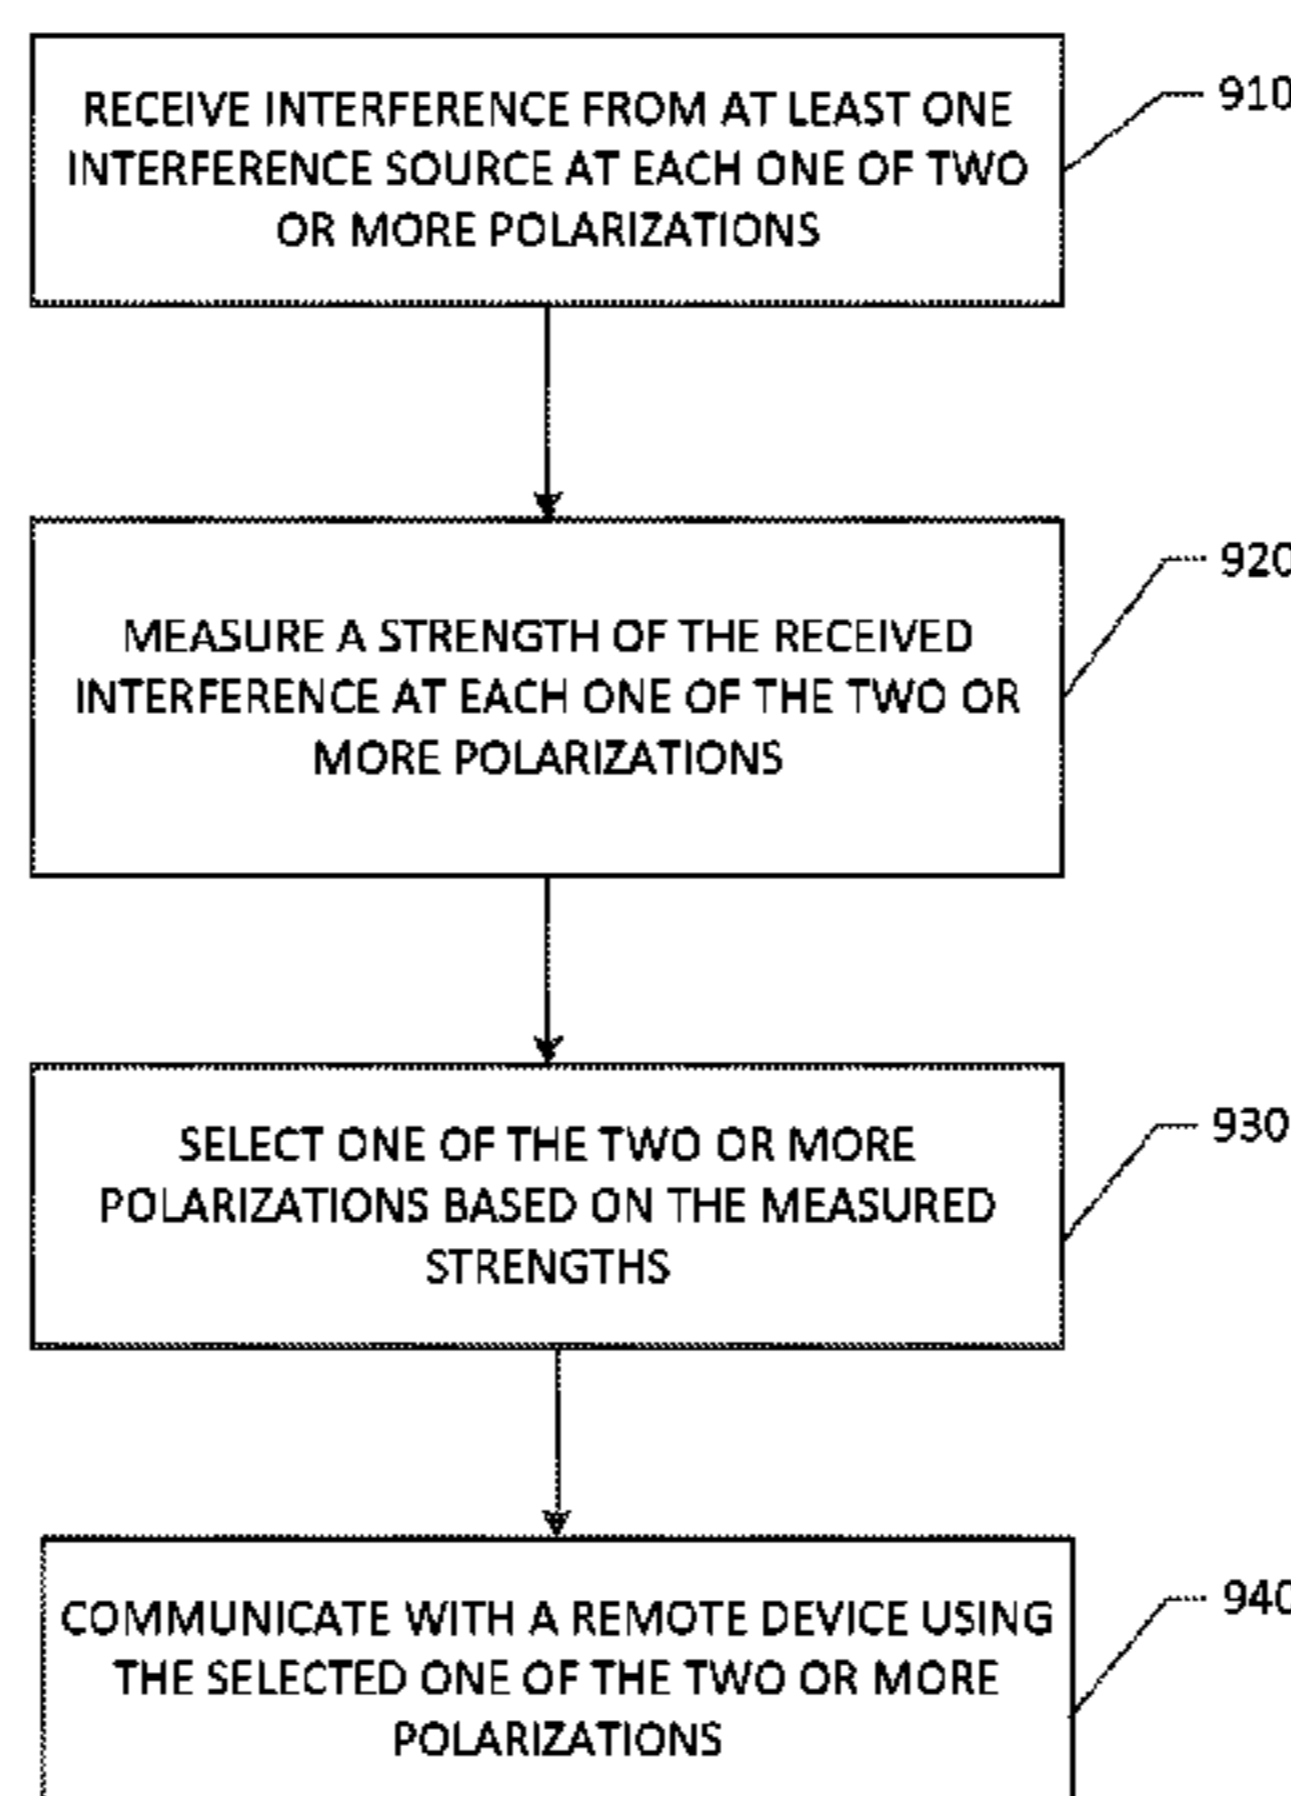 RECEIVE INTERFERENCE FROM AT LEAST ONE
INTERFERENCE SOURCE AT EACH ONE OF TWO
OR MORE POLARIZATIONS
910
MEASURE A STRENGTH OF THE RECEIVED
INTERFERENCE AT EACH ONE OF THE TWO OR
MORE POLARIZATIONS
920
SELECT ONE OF THE TWO OR MORE
POLARIZATIONS BASED ON THE MEASURED
STRENGTHS
930
COMMUNICATE WITH A REMOTE DEVICE USING
THE SELECTED ONE OF THE TWO OR MORE
POLARIZATIONS
940